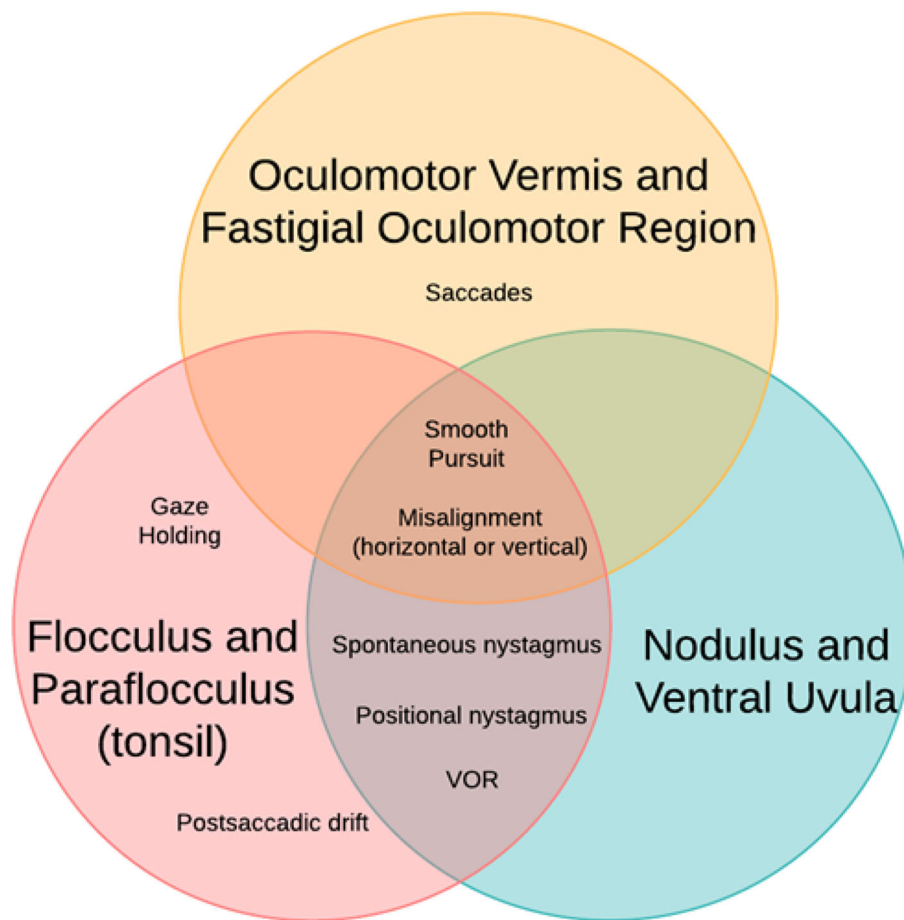 Oculomotor Vermis and
Fastigial Oculomotor Region
Saccades
Smooth
Pursuit
Misalignment
(horizontal or vertical)
Gaze
Holding
Flocculus and
Paraflocculus
(tonsil)
Spontaneous nystagmus
Positional nystagmus
VOR
Nodulus and
Ventral Uvula
Postsaccadic drift